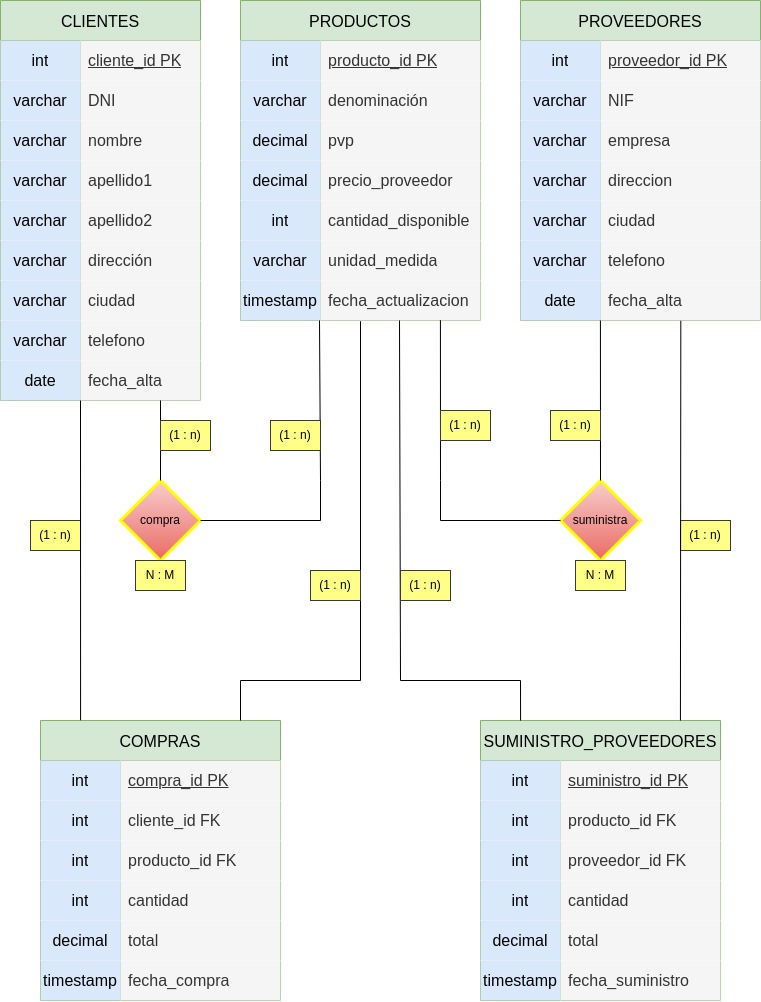 CLIENTES
int cliente_id PK
varchar DNI
varchar nombre
varchar apellido1
varchar apellido2
varchar dirección
varchar ciudad
varchar telefono
date fecha_alta
PRODUCTOS
int producto_id PK
varchar denominación
decimal pvp
decimal precio_proveedor
int cantidad_disponible
varchar unidad_medida
timestamp fecha_actualizacion
PROVEEDORES
int proveedor_id PK
varchar NIF
varchar empresa
varchar direccion
varchar ciudad
varchar telefono
date fecha_alta
(1 : n)
(1 : n)
(1 : n)
(1 : n)
(1 : n)
compra
suministra
(1 : n)
N : M
(1 : n)
(1 : n)
N : M
COMPRAS
int compra_id PK
int cliente_id FK
int producto_id FK
int cantidad
decimal total
timestamp fecha_compra
SUMINISTRO_PROVEEDORES
int suministro_id PK
int producto_id FK
int proveedor_id FK
int cantidad
decimal total
timestamp fecha_suministro